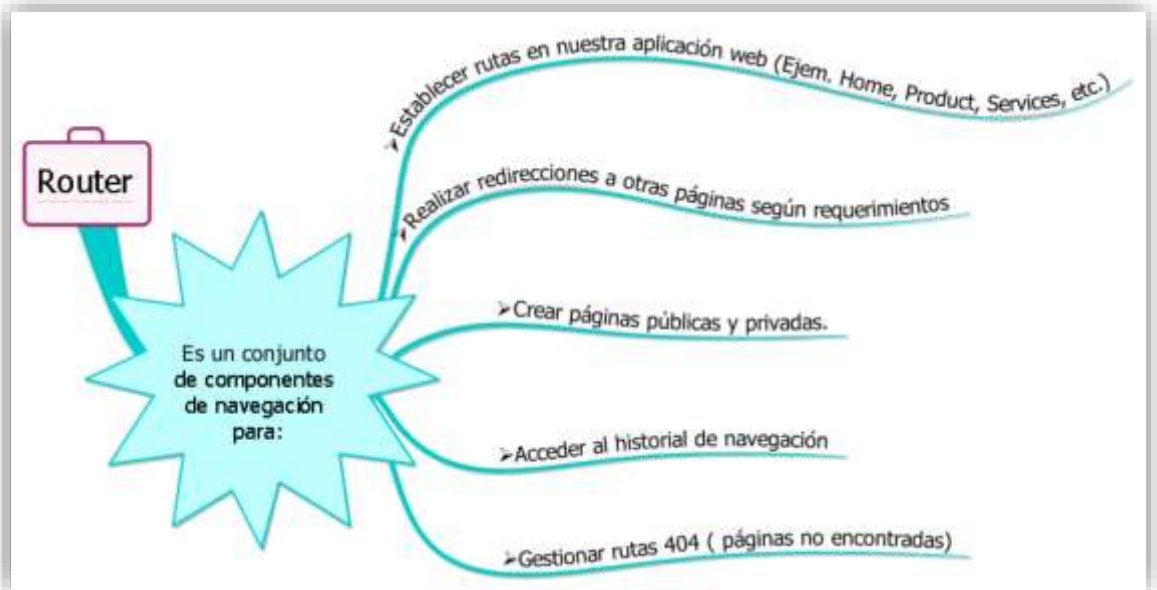 Router
Es un conjunto
de componentes
de navegación
para:
➢Establecer rutas en nuestra aplicación web (Ejem. Home, Product, Services, etc.)
➢Realizar redirecciones a otras páginas según requerimientos
➢Crear páginas públicas y privadas.
➢Acceder al historial de navegación
➢Gestionar rutas 404 ( páginas no encontradas)